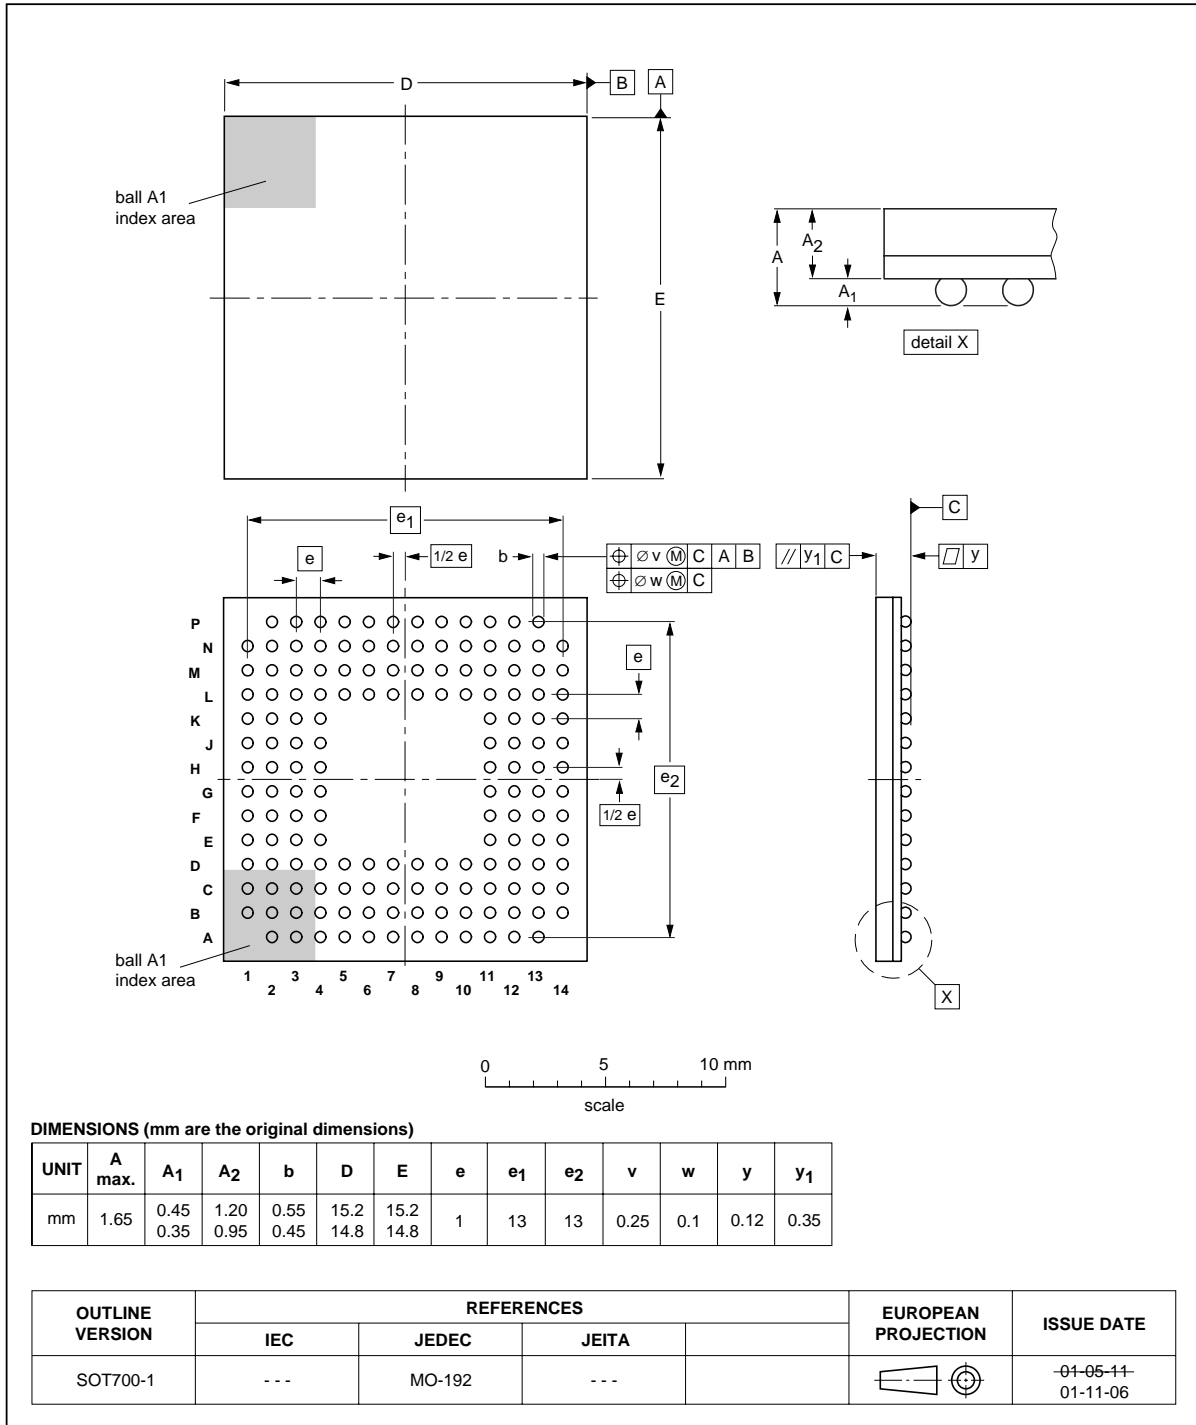 D
B
A
ball A1
index area
E
A
A2
A1
detail X
e1
e
1/2 e
b
⌀ v Ⓜ C A B
⌀ w Ⓜ C
// y1 C
C
y
P
N
M
L
K
J
H
G
F
E
D
C
B
A
e
e2
1/2 e
ball A1
index area
1 3 5 7 9 11 13
2 4 6 8 10 12 14
X
0 5 10 mm
scale
DIMENSIONS (mm are the original dimensions)
UNIT A max. A1 A2 b D E e e1 e2 v w y y1
mm 1.65 0.45 0.35 1.20 0.95 0.55 0.45 15.2 14.8 15.2 14.8 1 13 13 0.25 0.1 0.12 0.35
OUTLINE VERSION REFERENCES EUROPEAN PROJECTION ISSUE DATE
IEC JEDEC JEITA
SOT700-1 - - - MO-192 - - - 01-05-11
01-11-06